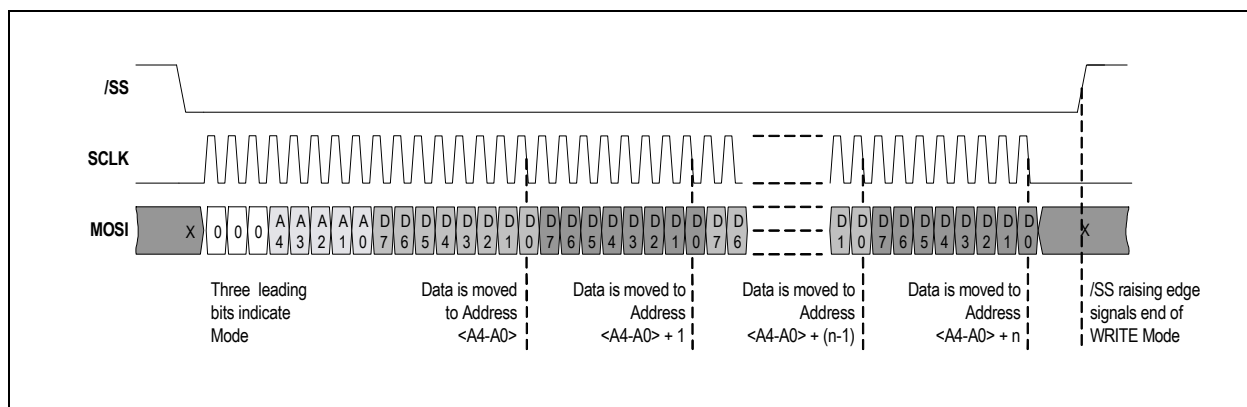 /SS
SCLK
MOSI
X 0 0 0 A4 A3 A2 A1 A0 D7 D6 D5 D4 D3 D2 D1 D0 D7 D6 D5 D4 D3 D2 D1 D0 D7 D6 D1 D0 D7 D6 D5 D4 D3 D2 D1 D0 X
Three leading
bits indicate
Mode
Data is moved
to Address
<A4-A0>
Data is moved to
Address
<A4-A0> + 1
Data is moved to
Address
<A4-A0> + (n-1)
Data is moved to
Address
<A4-A0> + n
/SS raising edge
signals end of
WRITE Mode